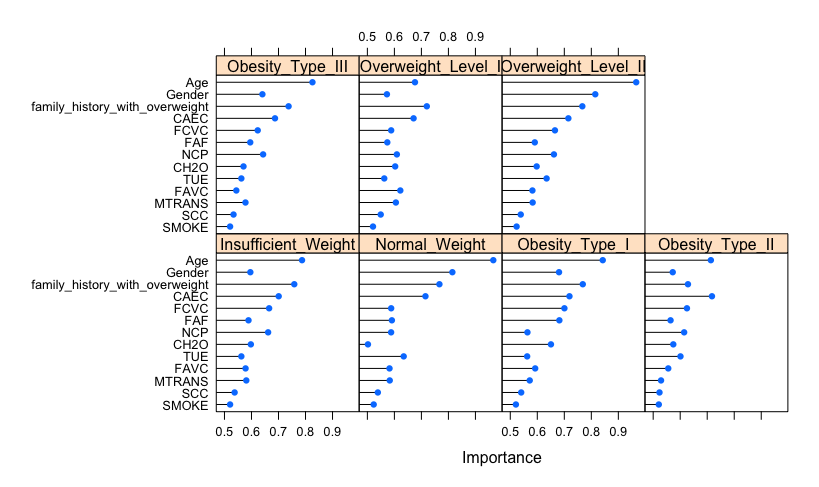 0.5 0.6 0.7 0.8 0.9
Obesity_Type_III Overweight_Level_I Overweight_Level_II
Age
Gender
family_history_with_overweight
CAEC
FCVC
FAF
NCP
CH2O
TUE
FAVC
MTRANS
SCC
SMOKE
Insufficient_Weight Normal_Weight Obesity_Type_I Obesity_Type_II
Age
Gender
family_history_with_overweight
CAEC
FCVC
FAF
NCP
CH2O
TUE
FAVC
MTRANS
SCC
SMOKE
0.5 0.6 0.7 0.8 0.9 0.5 0.6 0.7 0.8 0.9
Importance